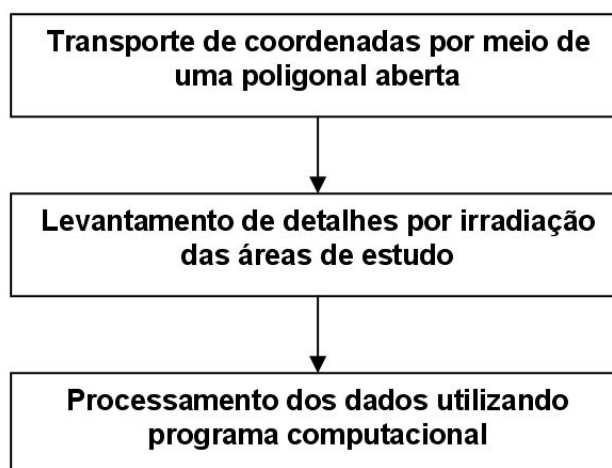 Transporte de coordenadas por meio de
uma poligonal aberta
Levantamento de detalhes por irradiação
das áreas de estudo
Processamento dos dados utilizando
programa computacional